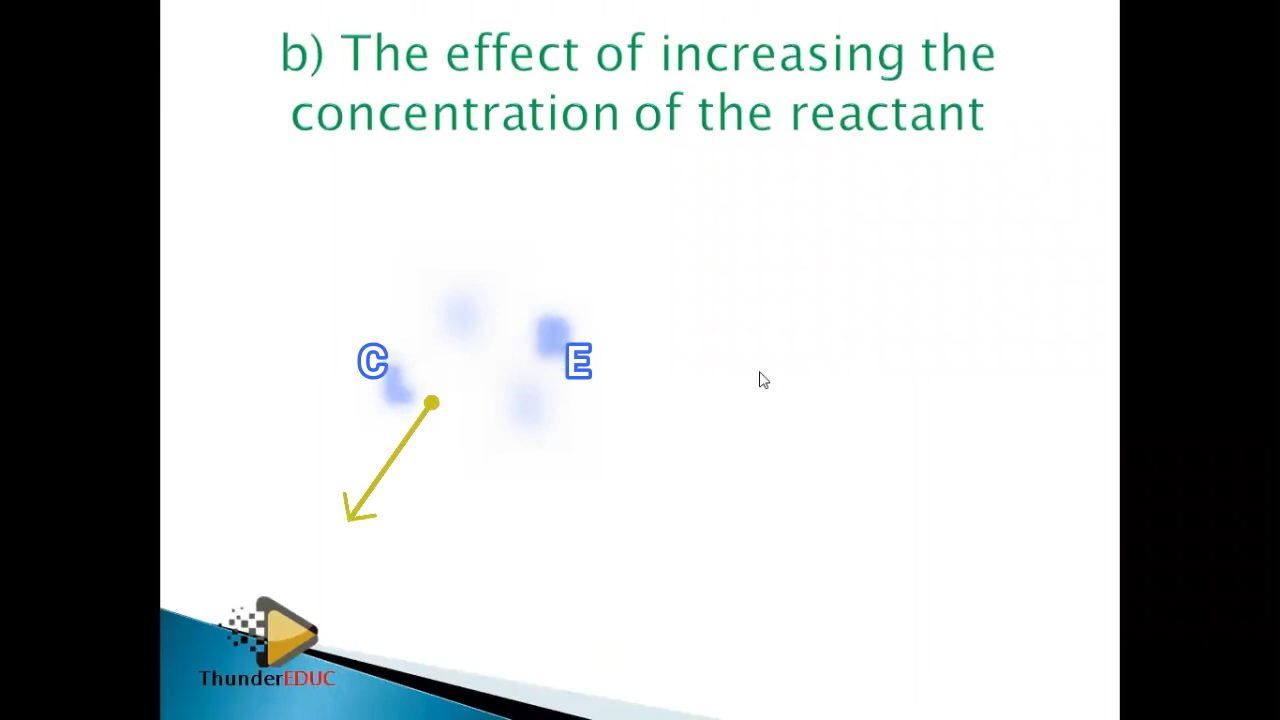 b) The effect of increasing the
concentration of the reactant
C
E
ThunderEDUC